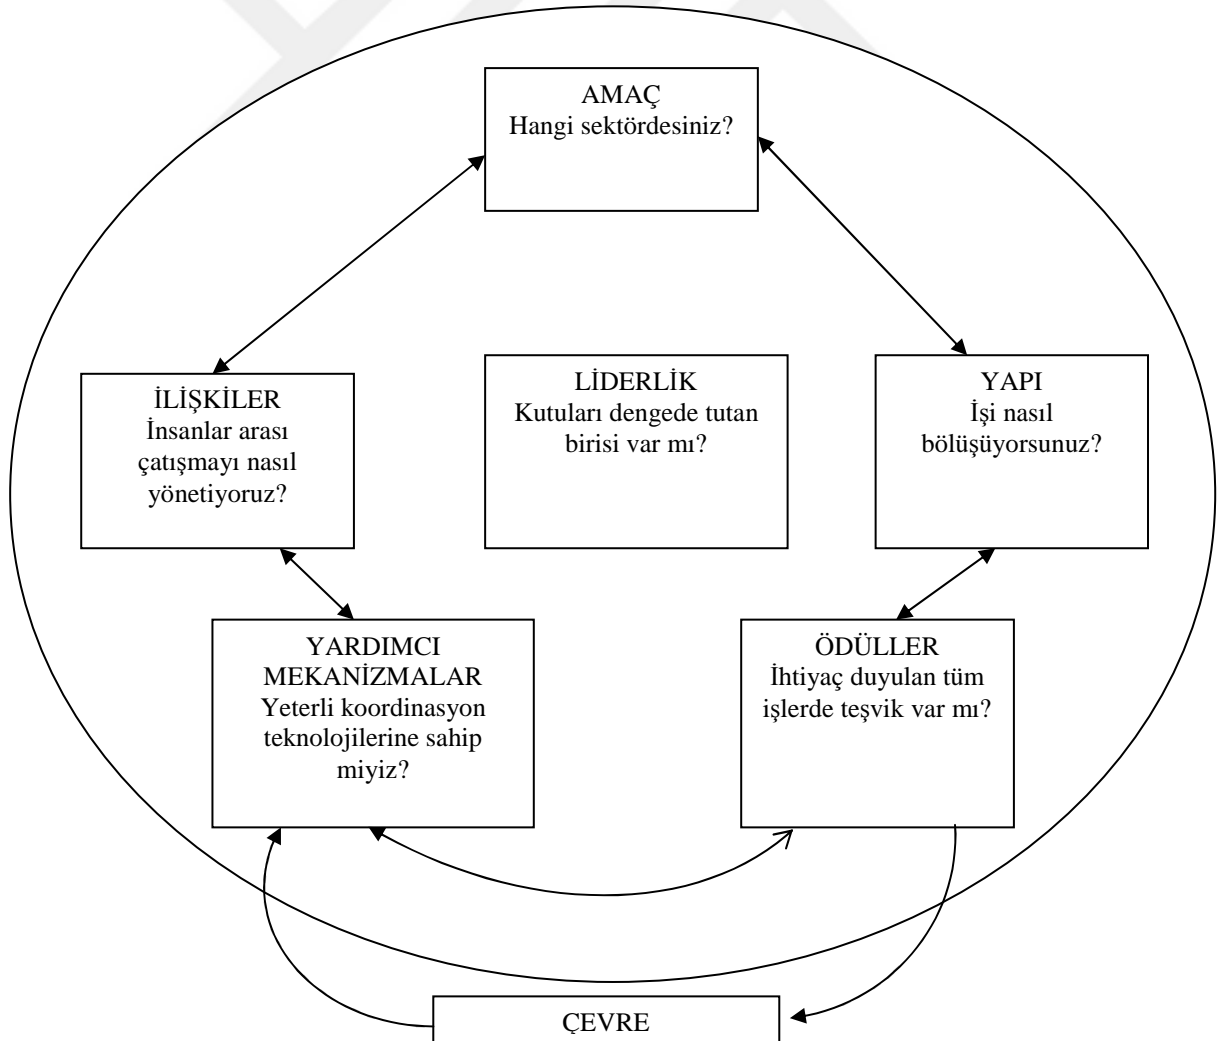 AMAÇ
Hangi sektördesiniz?
İLİŞKİLER
İnsanlar arası
çatışmayı nasıl
yönetiyoruz?
LİDERLİK
Kutuları dengede tutan
birisi var mı?
YAPI
İşi nasıl
bölüşüyorsunuz?
YARDIMCI
MEKANİZMALAR
Yeterli koordinasyon
teknolojilerine sahip
miyiz?
ÖDÜLLER
İhtiyaç duyulan tüm
işlerde teşvik var mı?
ÇEVRE